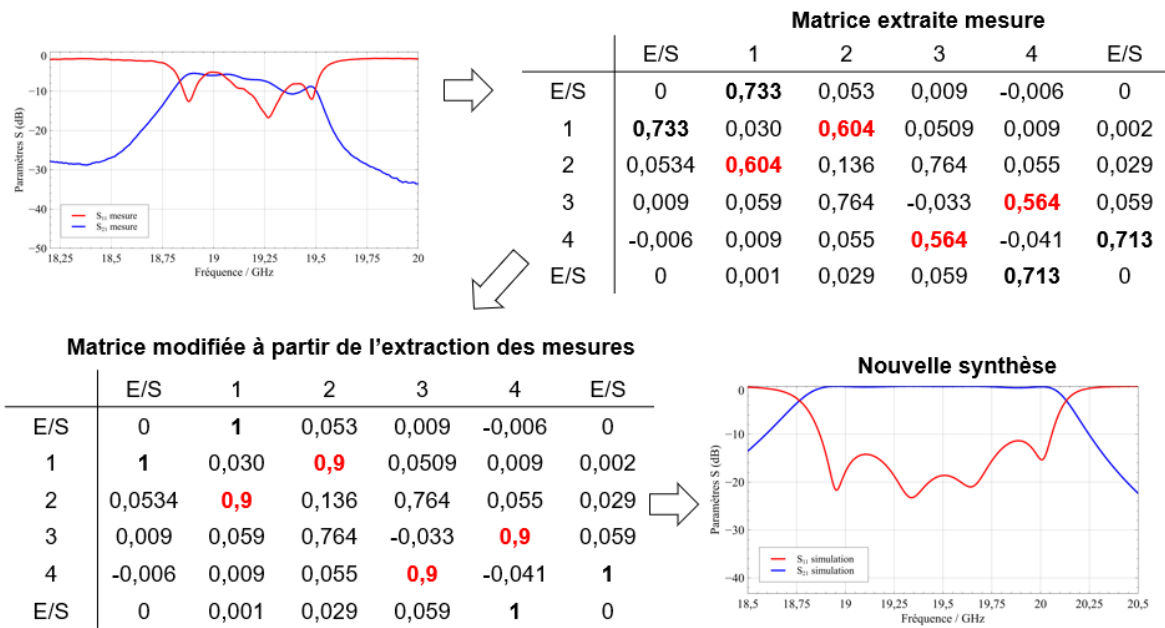 Matrice extraite mesure
E/S 1 2 3 4 E/S
E/S 0 0,733 0,053 0,009 -0,006 0
1 0,733 0,030 0,604 0,0509 0,009 0,002
2 0,0534 0,604 0,136 0,764 0,055 0,029
3 0,009 0,059 0,764 -0,033 0,564 0,059
4 -0,006 0,009 0,055 0,564 -0,041 0,713
E/S 0 0,001 0,029 0,059 0,713 0
Paramètres S (dB)
0
−10
−20
−30
−40
−50
S₁₁ mesure
S₂₁ mesure
18,25 18,5 18,75 19 19,25 19,5 19,75 20
Fréquence / GHz
Matrice modifiée à partir de l’extraction des mesures
E/S 1 2 3 4 E/S
E/S 0 1 0,053 0,009 -0,006 0
1 1 0,030 0,9 0,0509 0,009 0,002
2 0,0534 0,9 0,136 0,764 0,055 0,029
3 0,009 0,059 0,764 -0,033 0,9 0,059
4 -0,006 0,009 0,055 0,9 -0,041 1
E/S 0 0,001 0,029 0,059 1 0
Nouvelle synthèse
Paramètres S (dB)
0
−10
−20
−30
−40
S₁₁ simulation
S₂₁ simulation
18,5 18,75 19 19,25 19,5 19,75 20 20,25 20,5
Fréquence / GHz